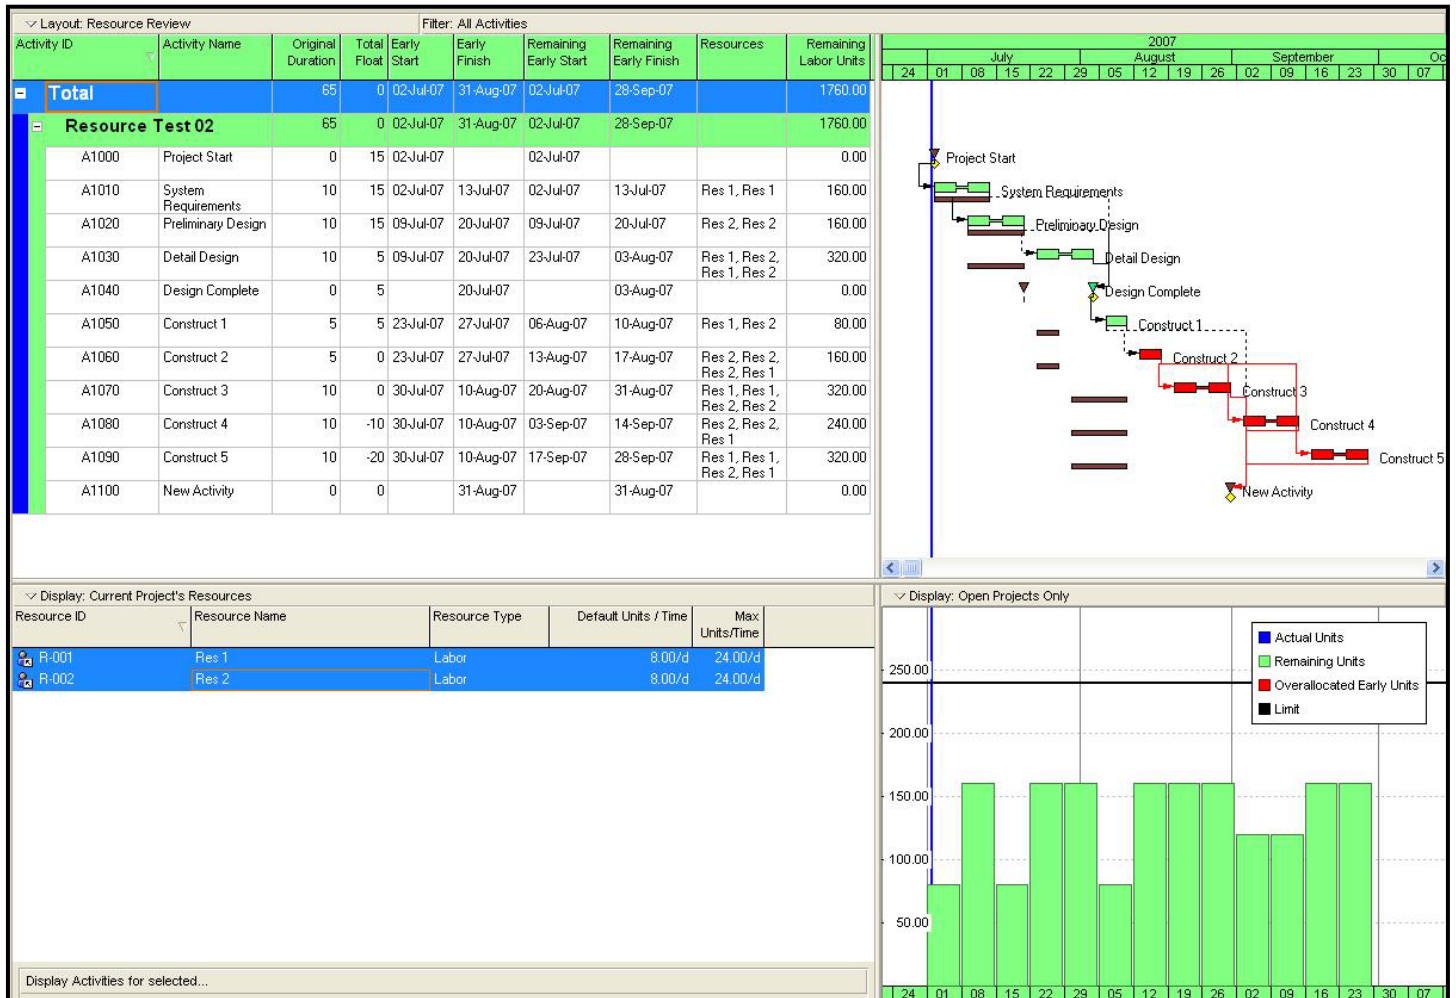 Layout: Resource Review Filter: All Activities
Activity ID Activity Name Original Duration Total Float Early Start Early Finish Remaining Early Start Remaining Early Finish Resources Remaining Labor Units
Total 65 0 02-Jul-07 31-Aug-07 02-Jul-07 28-Sep-07 1760.00
Resource Test 02 65 0 02-Jul-07 31-Aug-07 02-Jul-07 28-Sep-07 1760.00
A1000 Project Start 0 15 02-Jul-07 02-Jul-07 0.00
A1010 System Requirements 10 15 02-Jul-07 13-Jul-07 02-Jul-07 13-Jul-07 Res 1, Res 1 160.00
A1020 Preliminary Design 10 15 09-Jul-07 20-Jul-07 09-Jul-07 20-Jul-07 Res 2, Res 2 160.00
A1030 Detail Design 10 5 09-Jul-07 20-Jul-07 23-Jul-07 03-Aug-07 Res 1, Res 2, Res 1, Res 2 320.00
A1040 Design Complete 0 5 20-Jul-07 03-Aug-07 0.00
A1050 Construct 1 5 5 23-Jul-07 27-Jul-07 06-Aug-07 10-Aug-07 Res 1, Res 2 80.00
A1060 Construct 2 5 0 23-Jul-07 27-Jul-07 13-Aug-07 17-Aug-07 Res 2, Res 2, Res 2, Res 1 160.00
A1070 Construct 3 10 0 30-Jul-07 10-Aug-07 20-Aug-07 31-Aug-07 Res 1, Res 1, Res 2, Res 2 320.00
A1080 Construct 4 10 -10 30-Jul-07 10-Aug-07 03-Sep-07 14-Sep-07 Res 2, Res 2, Res 1 240.00
A1090 Construct 5 10 -20 30-Jul-07 10-Aug-07 17-Sep-07 28-Sep-07 Res 1, Res 1, Res 2, Res 1 320.00
A1100 New Activity 0 0 31-Aug-07 31-Aug-07 0.00
2007
July August September Oc
24 01 08 15 22 29 05 12 19 26 02 09 16 23 30 07
Project Start
System Requirements
Preliminary Design
Detail Design
Design Complete
Construct 1
Construct 2
Construct 3
Construct 4
Construct 5
New Activity
Display: Current Project's Resources
Resource ID Resource Name Resource Type Default Units / Time Max Units/Time
R-001 Res 1 Labor 8.00/d 24.00/d
R-002 Res 2 Labor 8.00/d 24.00/d
Display Activities for selected...
Display: Open Projects Only
Actual Units
Remaining Units
Overallocated Early Units
Limit
250.00
200.00
150.00
100.00
50.00
24 01 08 15 22 29 05 12 19 26 02 09 16 23 30 07